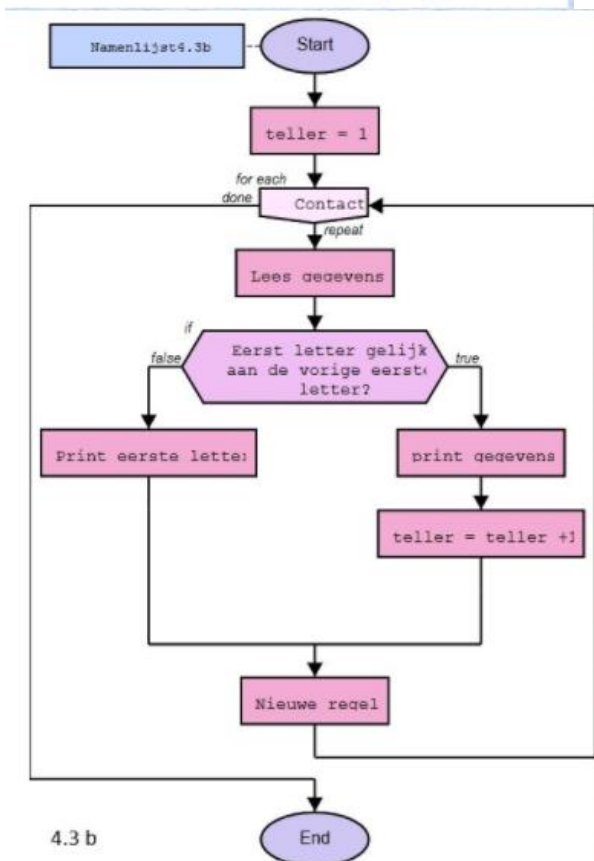 Namenlijst4.3b
Start
teller = 1
for each
done
Contact
repeat
Lees gegevens
if
false
Eerst letter gelijk
aan de vorige eerste
letter?
true
Print eerste letter
print gegevens
teller = teller +1
Nieuwe regel
4.3 b
End